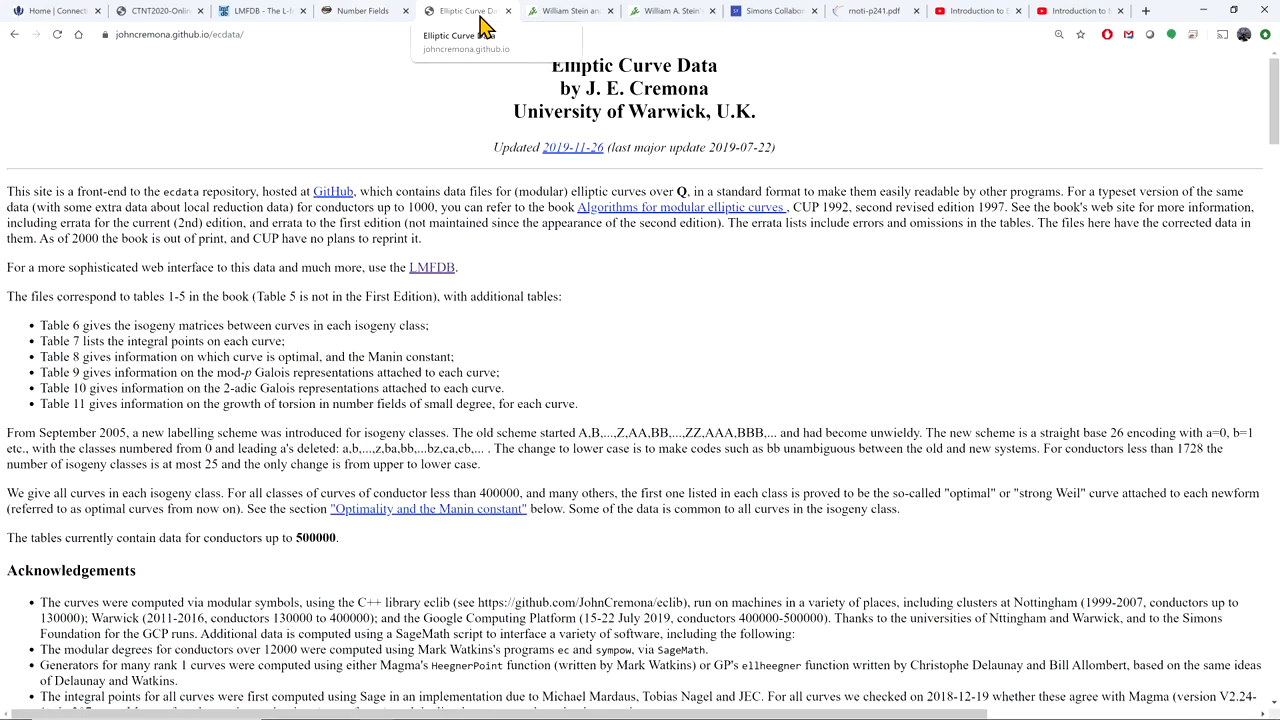 Home | Connecti
CTNT2020-Onlin
LMFDB - The L-f
Number Fields
Elliptic Curve Da
William Stein an
William A. Stein'
Simons Collabor
moti-p241.pdf
Introduction to
Introduction to
johncremona.github.io/ecdata/
Elliptic Curve
johncremona.github.io
Elliptic Curve Data
by J. E. Cremona
University of Warwick, U.K.
Updated 2019-11-26 (last major update 2019-07-22)
This site is a front-end to the ecdata repository, hosted at GitHub, which contains data files for (modular) elliptic curves over Q, in a standard format to make them easily readable by other programs. For a typeset version of the same
data (with some extra data about local reduction data) for conductors up to 1000, you can refer to the book Algorithms for modular elliptic curves , CUP 1992, second revised edition 1997. See the book's web site for more information,
including errata for the current (2nd) edition, and errata to the first edition (not maintained since the appearance of the second edition). The errata lists include errors and omissions in the tables. The files here have the corrected data in
them. As of 2000 the book is out of print, and CUP have no plans to reprint it.
For a more sophisticated web interface to this data and much more, use the LMFDB.
The files correspond to tables 1-5 in the book (Table 5 is not in the First Edition), with additional tables:
• Table 6 gives the isogeny matrices between curves in each isogeny class;
• Table 7 lists the integral points on each curve;
• Table 8 gives information on which curve is optimal, and the Manin constant;
• Table 9 gives information on the mod-p Galois representations attached to each curve;
• Table 10 gives information on the 2-adic Galois representations attached to each curve.
• Table 11 gives information on the growth of torsion in number fields of small degree, for each curve.
From September 2005, a new labelling scheme was introduced for isogeny classes. The old scheme started A,B,...,Z,AA,BB,...,ZZ,AAA,BBB,... and had become unwieldy. The new scheme is a straight base 26 encoding with a=0, b=1
etc., with the classes numbered from 0 and leading a's deleted: a,b,...,z,ba,bb,...bz,ca,cb,... . The change to lower case is to make codes such as bb unambiguous between the old and new systems. For conductors less than 1728 the
number of isogeny classes is at most 25 and the only change is from upper to lower case.
We give all curves in each isogeny class. For all classes of curves of conductor less than 400000, and many others, the first one listed in each class is proved to be the so-called "optimal" or "strong Weil" curve attached to each newform
(referred to as optimal curves from now on). See the section "Optimality and the Manin constant" below. Some of the data is common to all curves in the isogeny class.
The tables currently contain data for conductors up to 500000.
Acknowledgements
• The curves were computed via modular symbols, using the C++ library eclib (see https://github.com/JohnCremona/eclib), run on machines in a variety of places, including clusters at Nottingham (1999-2007, conductors up to
130000); Warwick (2011-2016, conductors 130000 to 400000); and the Google Computing Platform (15-22 July 2019, conductors 400000-500000). Thanks to the universities of Nttingham and Warwick, and to the Simons
Foundation for the GCP runs. Additional data is computed using a SageMath script to interface a variety of software, including the following:
• The modular degrees for conductors over 12000 were computed using Mark Watkins's programs ec and sympow, via SageMath.
• Generators for many rank 1 curves were computed using either Magma's HeegnerPoint function (written by Mark Watkins) or GP's ellheegner function written by Christophe Delaunay and Bill Allombert, based on the same ideas
of Delaunay and Watkins.
• The integral points for all curves were first computed using Sage in an implementation due to Michael Mardaus, Tobias Nagel and JEC. For all curves we checked on 2018-12-19 whether these agree with Magma (version V2.24-